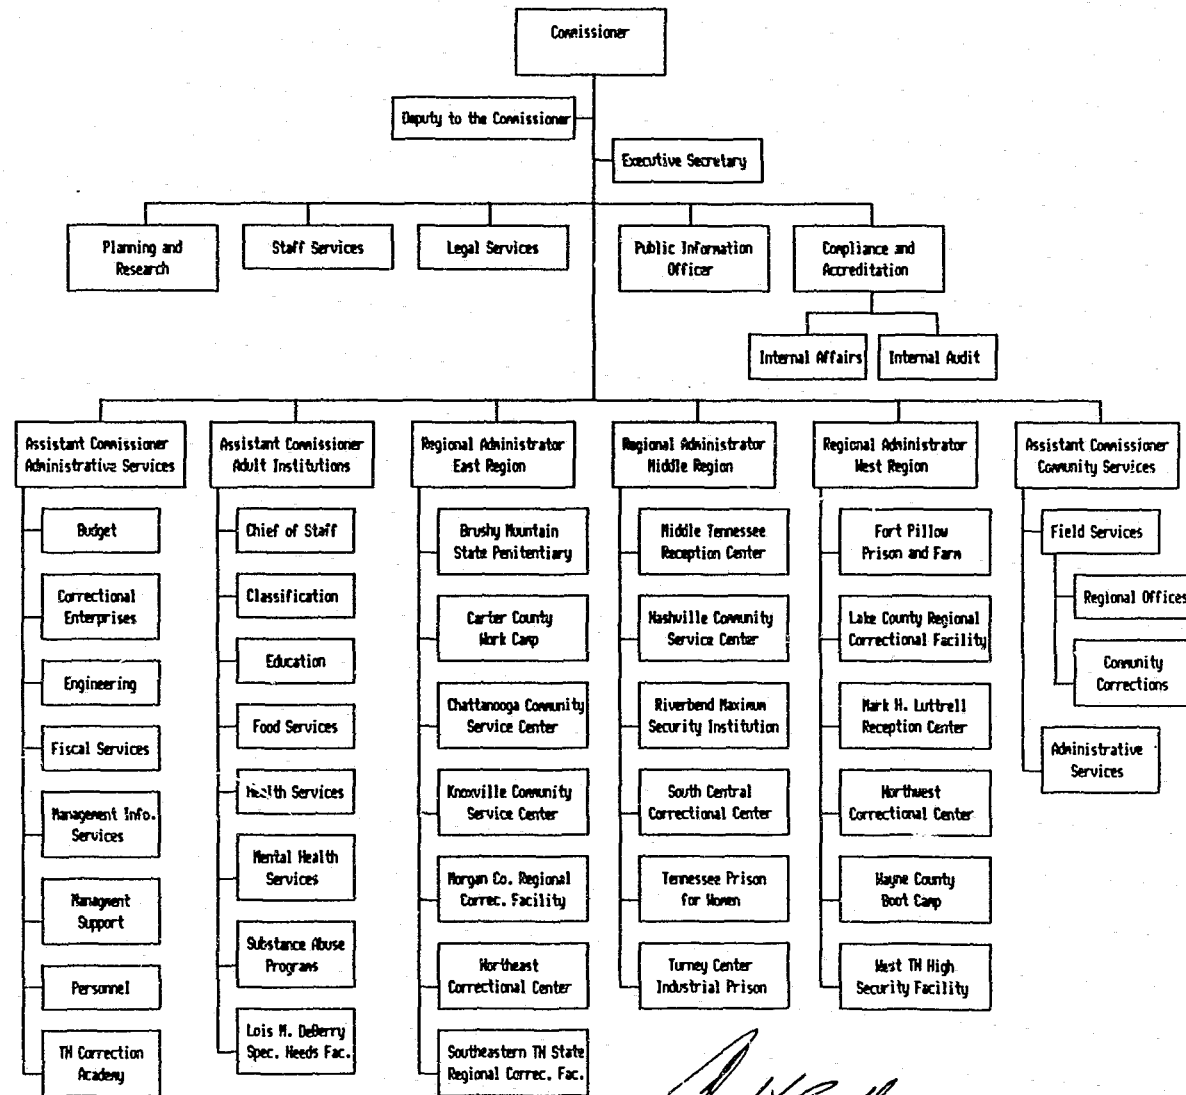 Commissioner
Deputy to the Commissioner
Executive Secretary
Planning and
Research
Staff Services
Legal Services
Public Information
Officer
Compliance and
Accreditation
Internal Affairs
Internal Audit
Assistant Commissioner
Administrative Services
Budget
Correctional
Enterprises
Engineering
Fiscal Services
Management Info.
Services
Managment
Support
Personnel
TN Correction
Academy
Assistant Commissioner
Adult Institutions
Chief of Staff
Classification
Education
Food Services
Health Services
Mental Health
Services
Substance Abuse
Programs
Lois M. DeBerry
Spec. Needs Fac.
Regional Administrator
East Region
Brushy Mountain
State Penitentiary
Carter County
Work Camp
Chattanooga Community
Service Center
Knoxville Community
Service Center
Morgan Co. Regional
Correc. Facility
Northeast
Correctional Center
Southeastern TN State
Regional Correc. Fac.
Regional Administrator
Middle Region
Middle Tennessee
Reception Center
Nashville Community
Service Center
Riverbend Maximum
Security Institution
South Central
Correctional Center
Tennessee Prison
for Women
Turney Center
Industrial Prison
Regional Administrator
West Region
Fort Pillow
Prison and Farm
Lake County Regional
Correctional Facility
Mark H. Luttrell
Reception Center
Northwest
Correctional Center
Wayne County
Boot Camp
West TN High
Security Facility
Assistant Commissioner
Community Services
Field Services
Regional Offices
Community
Corrections
Administrative
Services